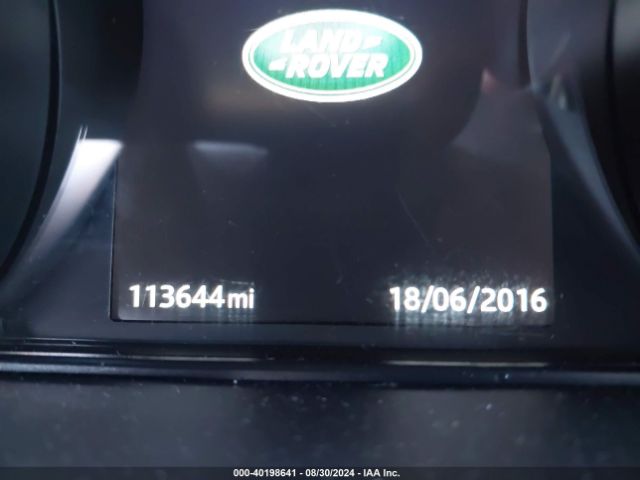 LAND
ROVER
113644mi 18/06/2016
000-40198641 - 08/30/2024 - IAA Inc.